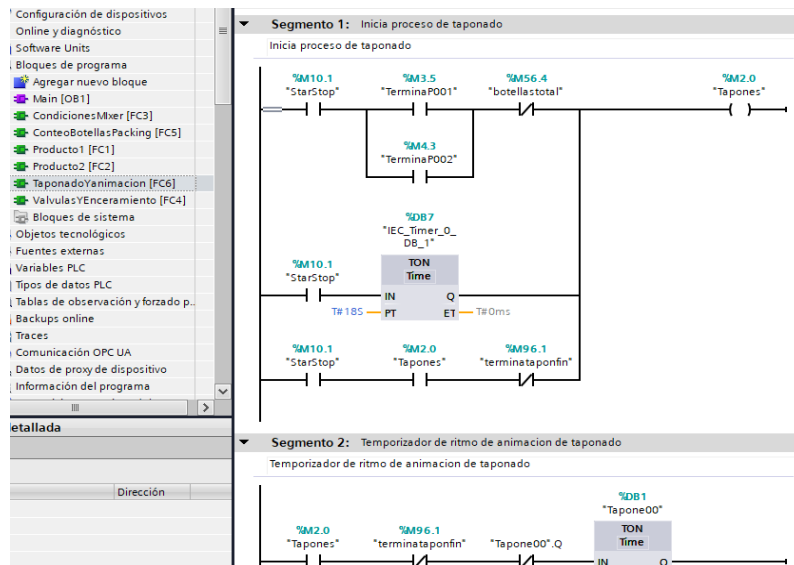 Configuración de dispositivos
Online y diagnóstico
Software Units
Bloques de programa
Agregar nuevo bloque
Main [OB1]
CondicionesMIxer [FC3]
ConteoBotellasPacking [FC5]
Producto1 [FC1]
Producto2 [FC2]
TaponadoYanimacion [FC6]
ValvulasYEnceramiento [FC4]
Bloques de sistema
Objetos tecnológicos
Fuentes externas
Variables PLC
Tipos de datos PLC
Tablas de observación y forzado p..
Backups online
Traces
Comunicación OPC UA
Datos de proxy de dispositivo
Información del programa
etallada
Dirección
Segmento 1: Inicia proceso de taponado
Inicia proceso de taponado
%M10.1 %M3.5 %M56.4 %M2.0
"StarStop" "TerminaP001" "botellastotal" "Tapones"
%M4.3
"TerminaP002"
%DB7
"IEC_Timer_0_
DB_1"
%M10.1 TON
"StarStop" Time
IN Q
T#18S PT ET T#0ms
%M10.1 %M2.0 %M96.1
"StarStop" "Tapones" "terminataponfin"
Segmento 2: Temporizador de ritmo de animacion de taponado
Temporizador de ritmo de animacion de taponado
%DB1
"Tapone00"
%M2.0 %M96.1 TON
"Tapones" "terminataponfin" "Tapone00".Q Time
IN Q